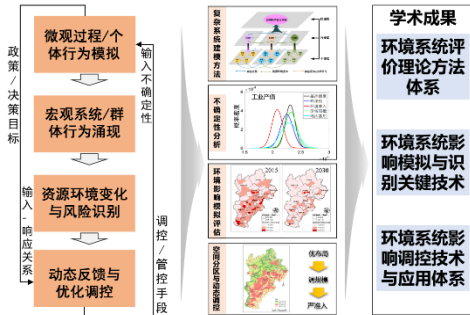 政策/决策目标
输入-响应关系
微观过程/个
体行为模拟
宏观系统/群
体行为涌现
资源环境变化
与风险识别
动态反馈与
优化调控
输入不确定性
调控/管控手段
复杂系统
建模方法
不确定性
分析
工业产值
环境影响
模拟评估
2015
2030
空间分区与
动态调控
优布局
调规模
严准入
学术成果
环境系统评
价理论方法
体系
环境系统影
响模拟与识
别关键技术
环境系统影
响调控技术
与应用体系